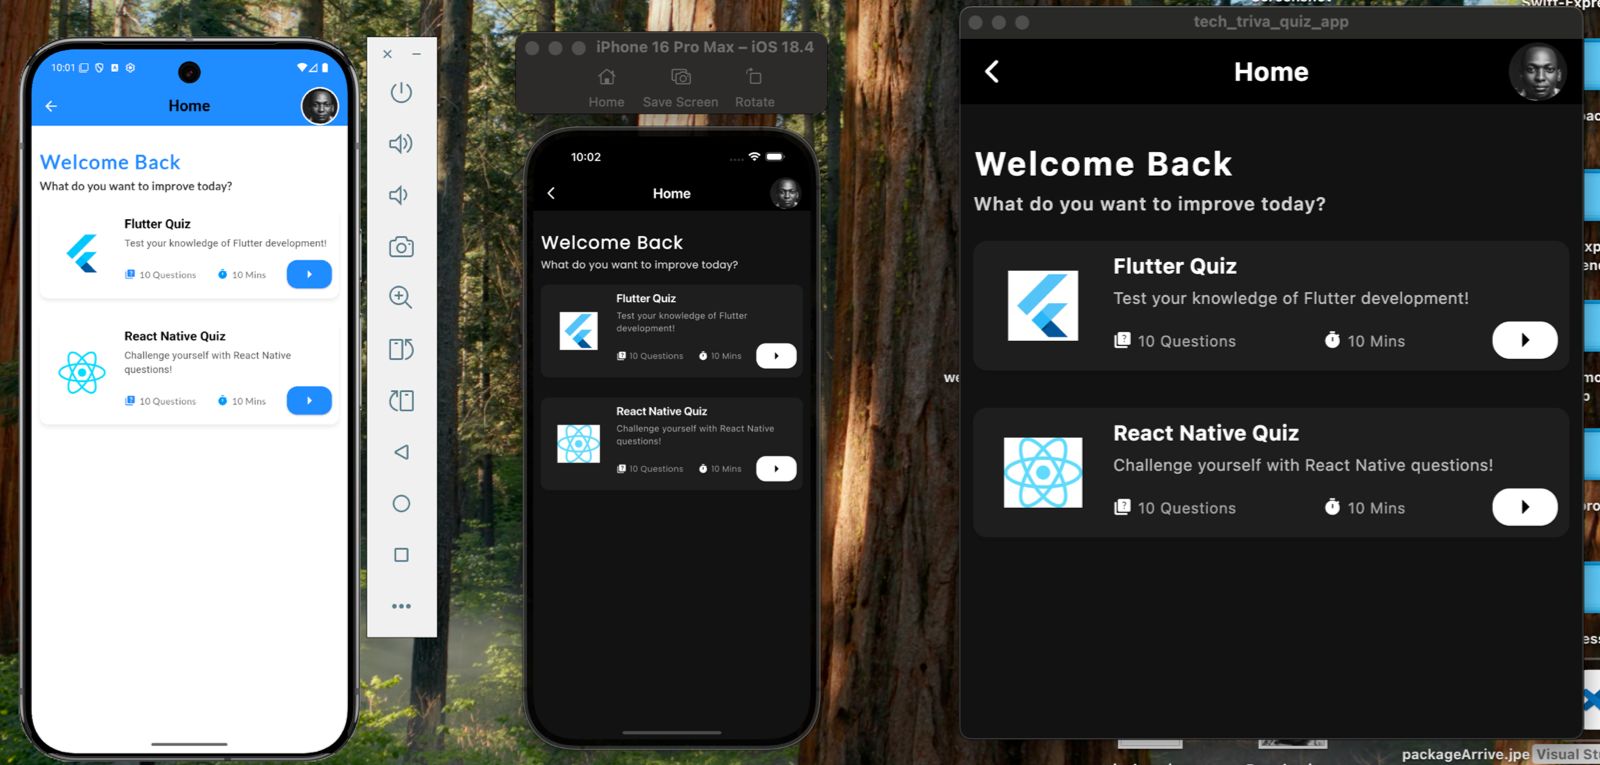 10:01
Home
Welcome Back
What do you want to improve today?
Flutter Quiz
Test your knowledge of Flutter development!
10 Questions
10 Mins
React Native Quiz
Challenge yourself with React Native
questions!
10 Questions
10 Mins
iPhone 16 Pro Max – iOS 18.4
Home
Save Screen
Rotate
10:02
Home
Welcome Back
What do you want to improve today?
Flutter Quiz
Test your knowledge of Flutter
development!
10 Questions
10 Mins
React Native Quiz
Challenge yourself with React Native
questions!
10 Questions
10 Mins
tech_triva_quiz_app
Home
Welcome Back
What do you want to improve today?
Flutter Quiz
Test your knowledge of Flutter development!
10 Questions
10 Mins
React Native Quiz
Challenge yourself with React Native questions!
10 Questions
10 Mins
packageArrive.jpe